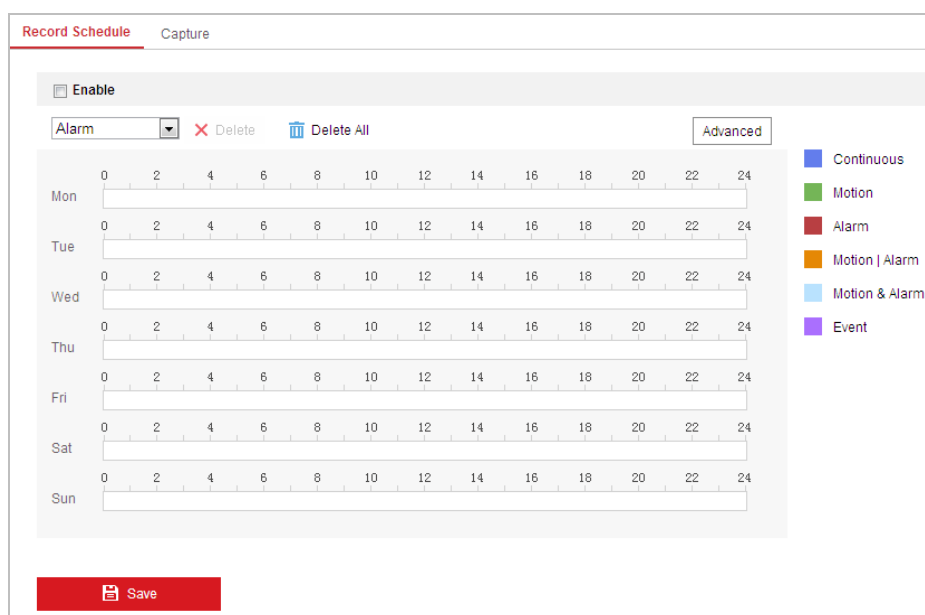 Record Schedule Capture
Enable
Alarm Delete Delete All Advanced
Continuous
Motion
Alarm
Motion | Alarm
Motion & Alarm
Event
0 2 4 6 8 10 12 14 16 18 20 22 24
Mon
0 2 4 6 8 10 12 14 16 18 20 22 24
Tue
0 2 4 6 8 10 12 14 16 18 20 22 24
Wed
0 2 4 6 8 10 12 14 16 18 20 22 24
Thu
0 2 4 6 8 10 12 14 16 18 20 22 24
Fri
0 2 4 6 8 10 12 14 16 18 20 22 24
Sat
0 2 4 6 8 10 12 14 16 18 20 22 24
Sun
Save